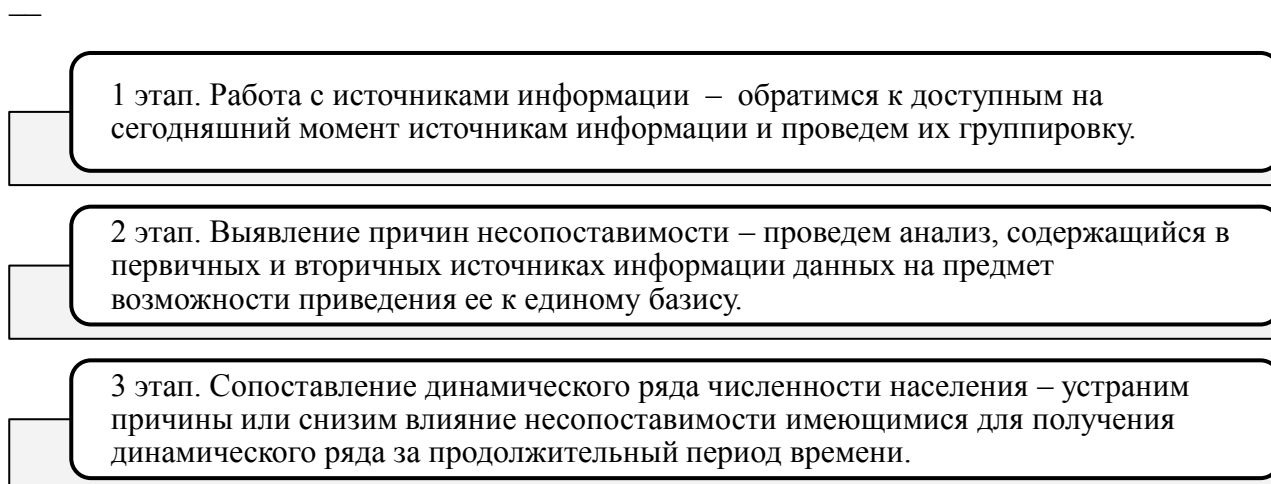 1 этап. Работа с источниками информации – обратимся к доступным на
сегодняшний момент источникам информации и проведем их группировку.
2 этап. Выявление причин несопоставимости – проведем анализ, содержащийся в
первичных и вторичных источниках информации данных на предмет
возможности приведения ее к единому базису.
3 этап. Сопоставление динамического ряда численности населения – устраним
причины или снизим влияние несопоставимости имеющимися для получения
динамического ряда за продолжительный период времени.